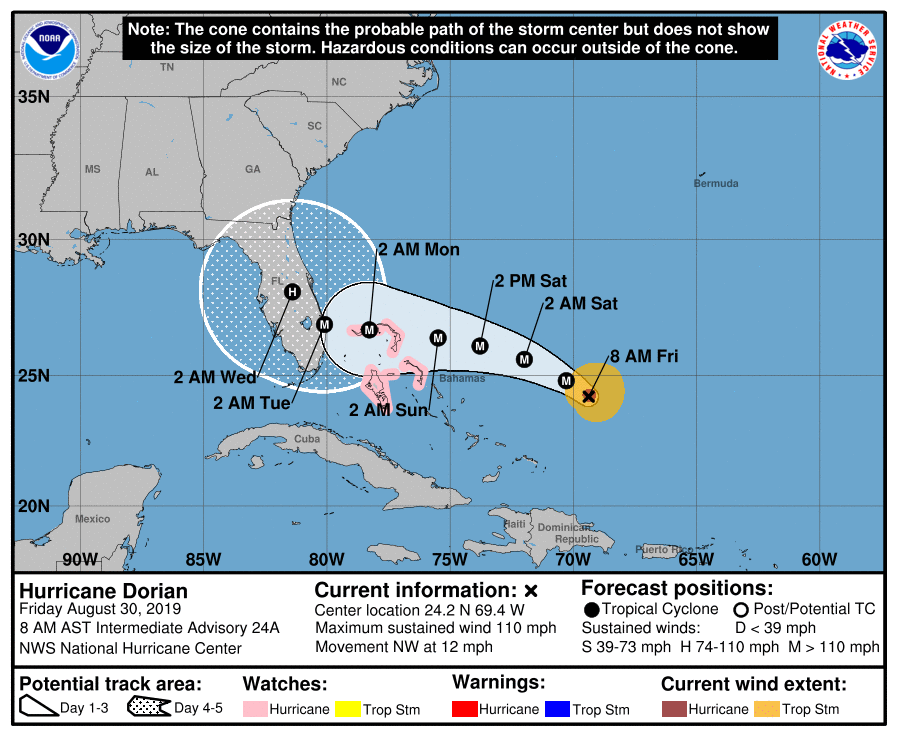 Note: The cone contains the probable path of the storm center but does not show
the size of the storm. Hazardous conditions can occur outside of the cone.
NOAA
NATIONAL WEATHER SERVICE
TN
NC
35N
SC
MS
AL
GA
Bermuda
30N
2 AM Mon
FL
H
2 PM Sat
2 AM Sat
M
M
M
M
M
M
8 AM Fri
25N
2 AM Wed
Bahamas
2 AM Tue
2 AM Sun
Cuba
20N
Mexico
Haiti
Dominican
Republic
Puerto Rico
90W
85W
80W
75W
70W
65W
60W
Hurricane Dorian
Friday August 30, 2019
8 AM AST Intermediate Advisory 24A
NWS National Hurricane Center
Current information: ×
Center location 24.2 N 69.4 W
Maximum sustained wind 110 mph
Movement NW at 12 mph
Forecast positions:
Tropical Cyclone Post/Potential TC
Sustained winds: D < 39 mph
S 39-73 mph H 74-110 mph M > 110 mph
Potential track area:
Day 1-3 Day 4-5
Watches:
Hurricane Trop Stm
Warnings:
Hurricane Trop Stm
Current wind extent:
Hurricane Trop Stm